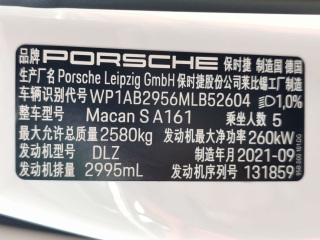 品牌 PORSCHE 保时捷 制造国 德国
生产厂名 Porsche Leipzig GmbH 保时捷股份公司莱比锡工厂制造
车辆识别代号 WP1AB2956MLB52604 1,0%
整车型号 Macan S A161 乘坐人数 5
最大允许总质量 2580kg 发动机最大净功率 260kW
发动机型号 DLZ 制造年月 2021-09
发动机排量 2995mL 发动机序列号 131859